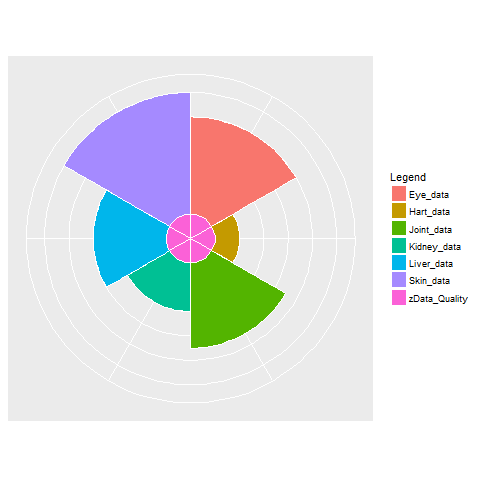 Legend
Eye_data
Hart_data
Joint_data
Kidney_data
Liver_data
Skin_data
zData_Quality